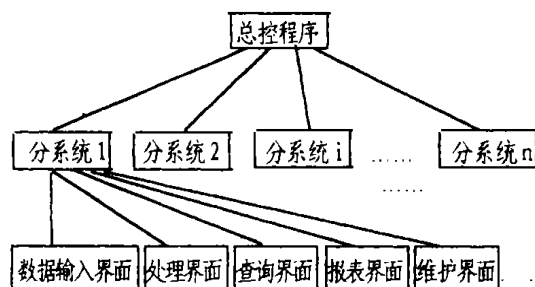 总控程序
分系统1 分系统2 分系统i …… 分系统n
……
数据输入界面 处理界面 查询界面 报表界面 维护界面 ……